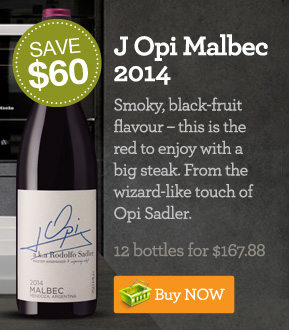 SAVE
$60
J Opi Malbec
2014
Smoky, black-fruit
flavour – this is the
red to enjoy with a
big steak. From the
wizard-like touch of
Opi Sadler.
12 bottles for $167.88
Buy NOW
J Opi
Rodolfo Sadler
2014
MALBEC
MENDOZA, ARGENTINA